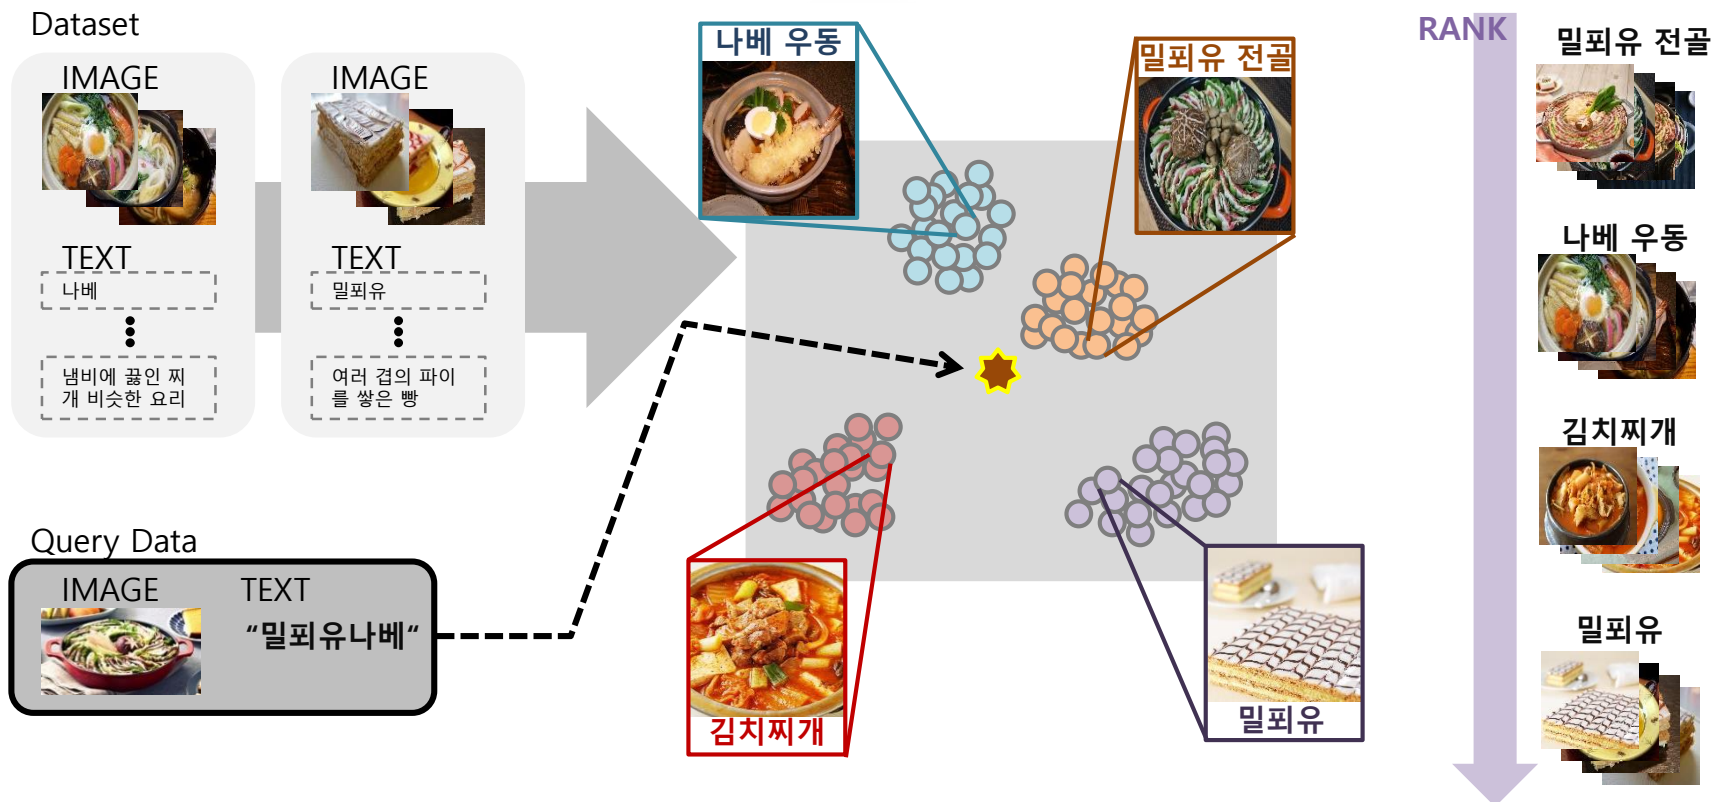 Dataset
IMAGE
TEXT
나베
냄비에 끓인 찌
개 비슷한 요리
IMAGE
TEXT
밀푀유
여러 겹의 파이
를 쌓은 빵
Query Data
IMAGE
TEXT
“밀푀유나베“
나베 우동
밀푀유 전골
김치찌개
밀푀유
RANK
밀푀유 전골
나베 우동
김치찌개
밀푀유